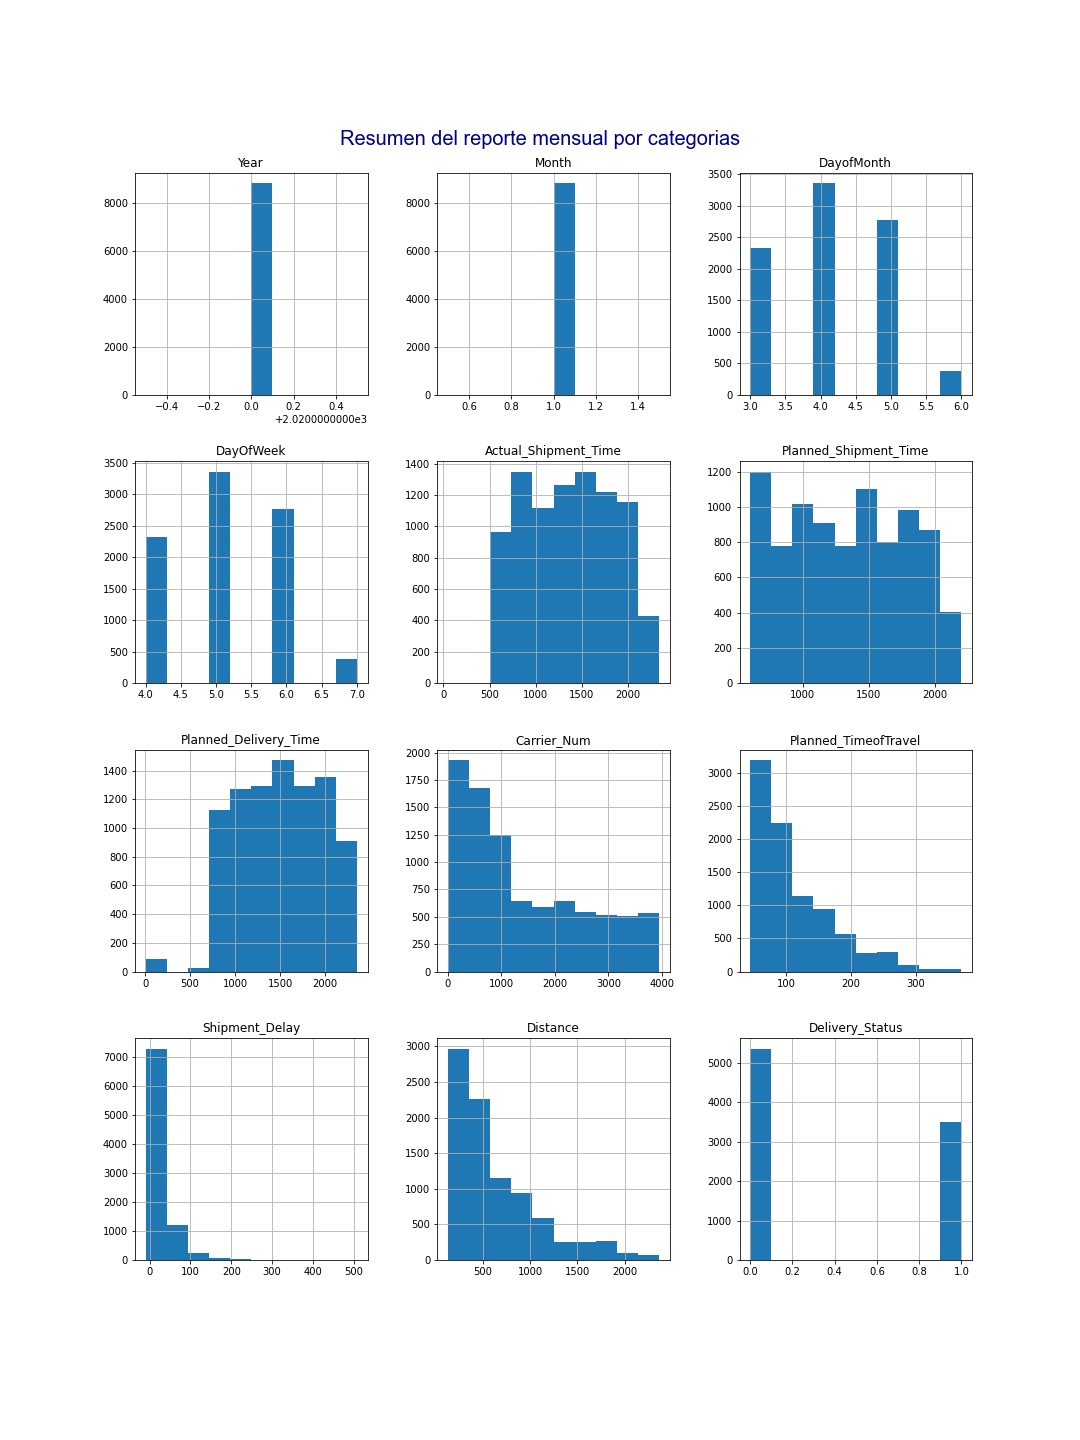 Resumen del reporte mensual por categorias
Year Month DayofMonth
8000 6000 4000 2000 0
−0.4 −0.2 0.0 0.2 0.4
+2.0200000000e3
8000 6000 4000 2000 0
0.6 0.8 1.0 1.2 1.4
3500 3000 2500 2000 1500 1000 500 0
3.0 3.5 4.0 4.5 5.0 5.5 6.0
DayOfWeek Actual_Shipment_Time Planned_Shipment_Time
3500 3000 2500 2000 1500 1000 500 0
4.0 4.5 5.0 5.5 6.0 6.5 7.0
1400 1200 1000 800 600 400 200 0
0 500 1000 1500 2000
1200 1000 800 600 400 200 0
1000 1500 2000
Planned_Delivery_Time Carrier_Num Planned_TimeofTravel
1400 1200 1000 800 600 400 200 0
0 500 1000 1500 2000
2000 1750 1500 1250 1000 750 500 250 0
0 1000 2000 3000 4000
3000 2500 2000 1500 1000 500 0
100 200 300
Shipment_Delay Distance Delivery_Status
7000 6000 5000 4000 3000 2000 1000 0
0 100 200 300 400 500
3000 2500 2000 1500 1000 500 0
500 1000 1500 2000
5000 4000 3000 2000 1000 0
0.0 0.2 0.4 0.6 0.8 1.0